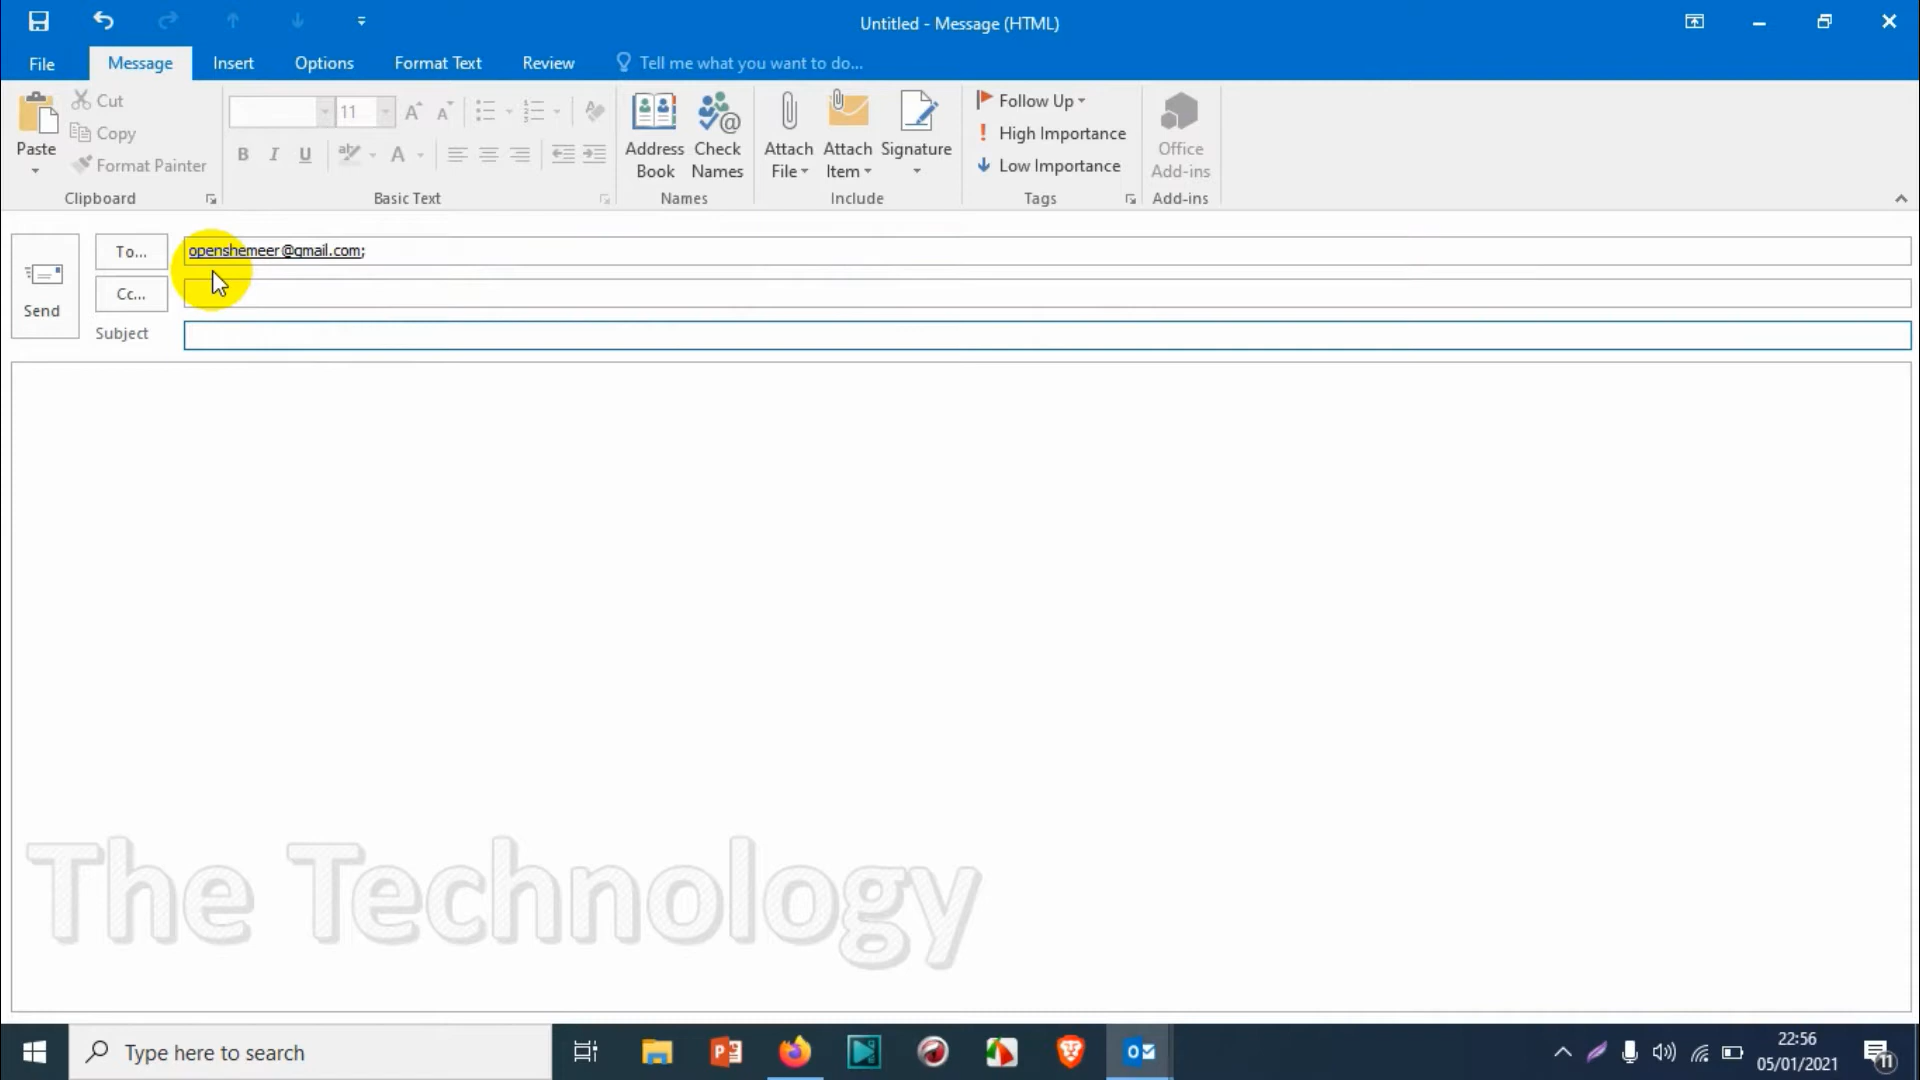 Untitled - Message (HTML)
File Message Insert Options Format Text Review Tell me what you want to do...
Paste
Cut
Copy
Format Painter
Clipboard
11
B I U A
Basic Text
Address Book
Check Names
Names
Attach File
Attach Item
Signature
Include
Follow Up
High Importance
Low Importance
Tags
Office Add-ins
Add-ins
Send
To... openshemeer@gmail.com;
Cc...
Subject
The Technology
Type here to search
22:56
05/01/2021
11